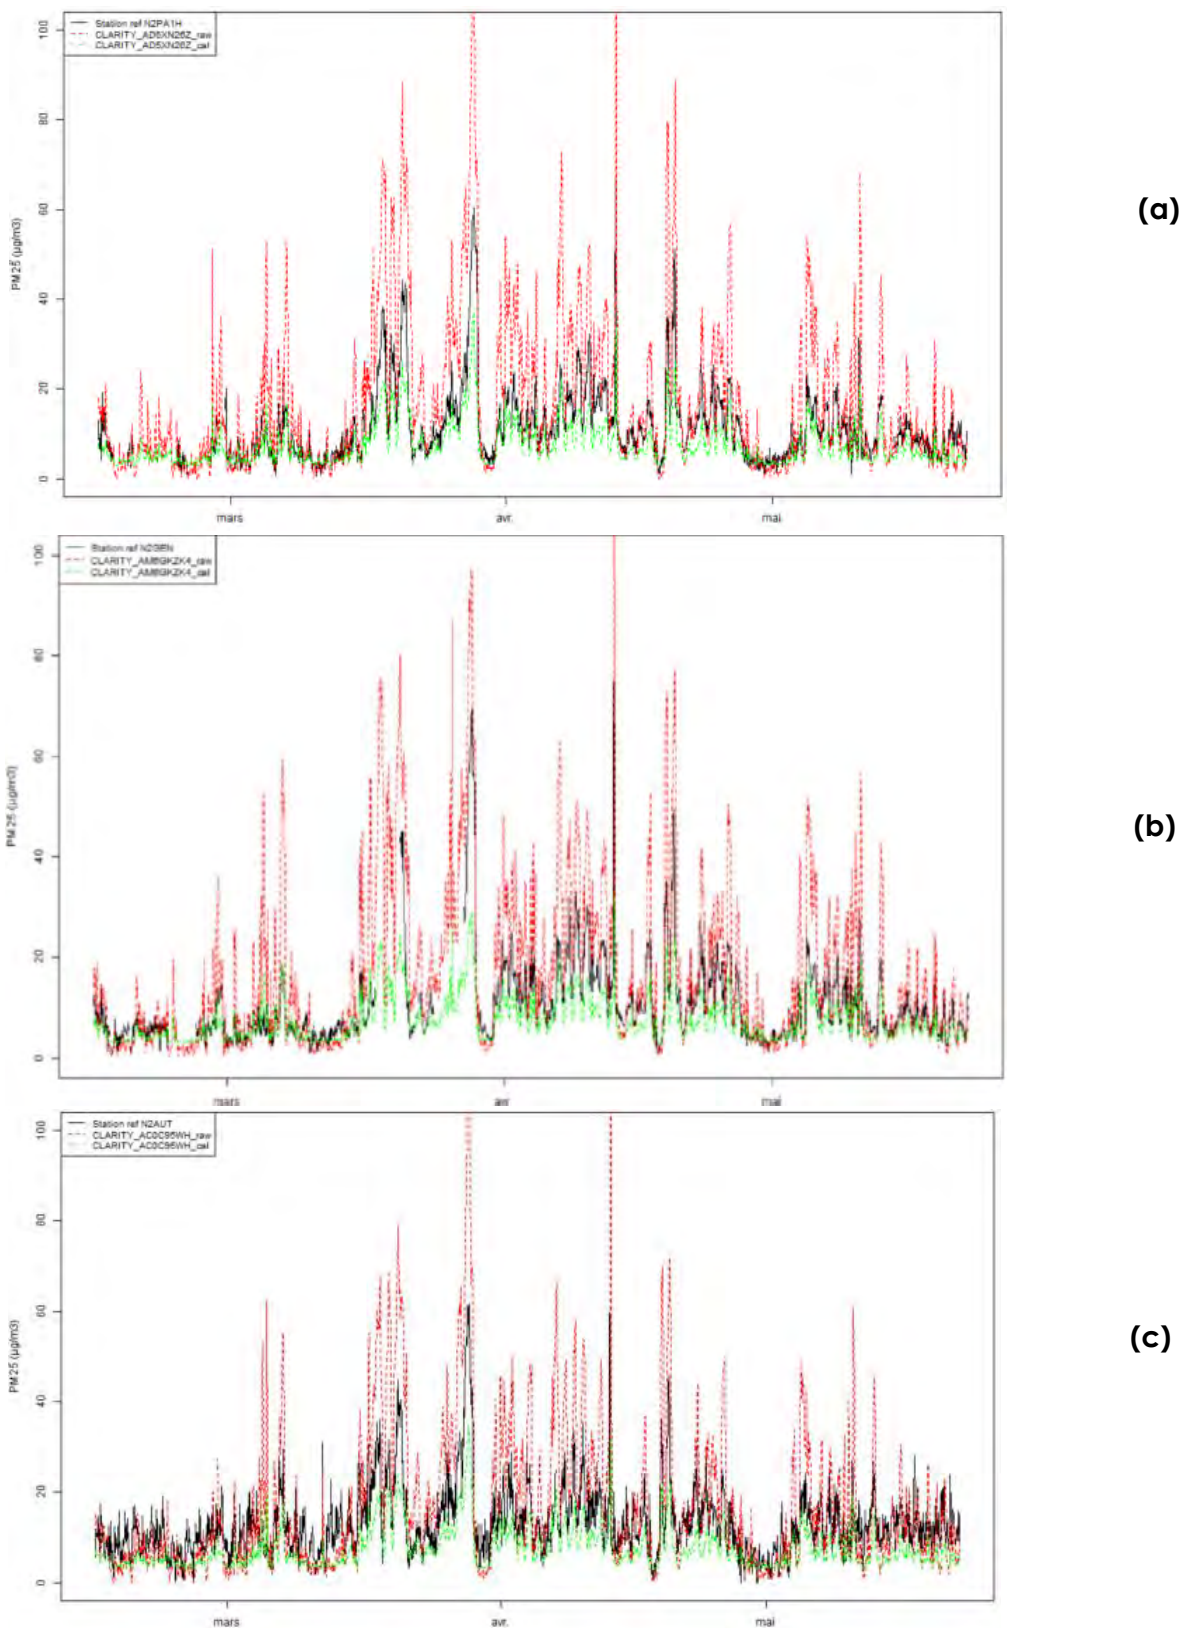 100
80
60
40
20
0
PM25 (µg/m3)
Station ref N2PA1H
CLARITY_AD5XN26Z_raw
CLARITY_AD5XN26Z_cal
mars
avr.
mai
(a)
100
80
60
40
20
0
PM25 (µg/m3)
Station ref N2GEN
CLARITY_AM8GKZK4_raw
CLARITY_AM8GKZK4_cal
mars
avr
mai
(b)
100
80
60
40
20
0
PM25 (µg/m3)
Station ref N2AUT
CLARITY_AC0C95WH_raw
CLARITY_AC0C95WH_cal
mars
avr.
mai
(c)